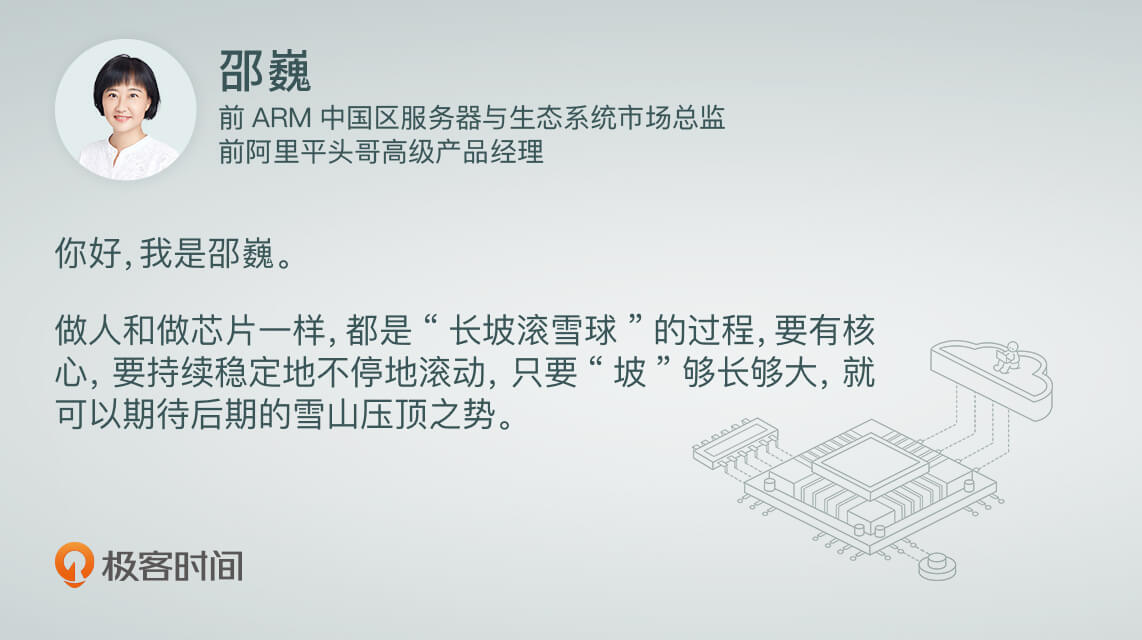 邵巍
前 ARM 中国区服务器与生态系统市场总监
前阿里平头哥高级产品经理
你好，我是邵巍。
做人和做芯片一样，都是“长坡滚雪球”的过程，要有核
心，要持续稳定地不停地滚动，只要“坡”够长够大，就
可以期待后期的雪山压顶之势。
极客时间